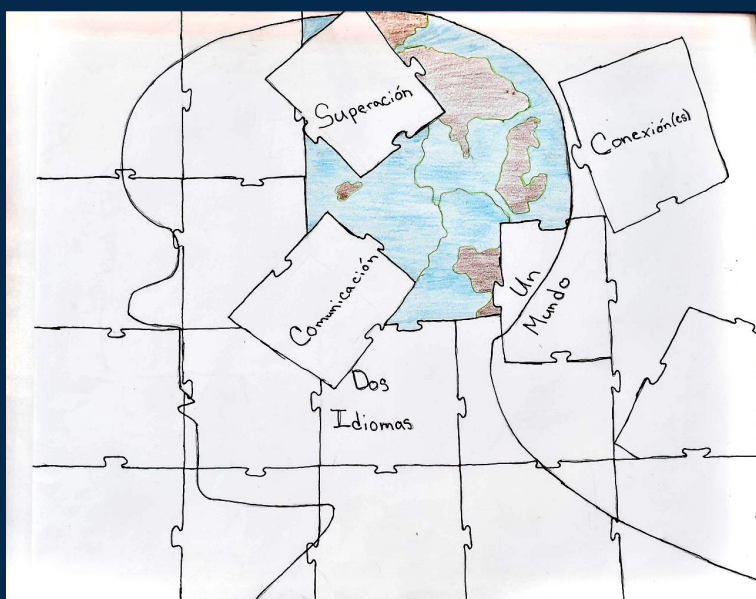 Superación
Conexión(es)
Comunicación
Un
Mundo
Dos
Idiomas